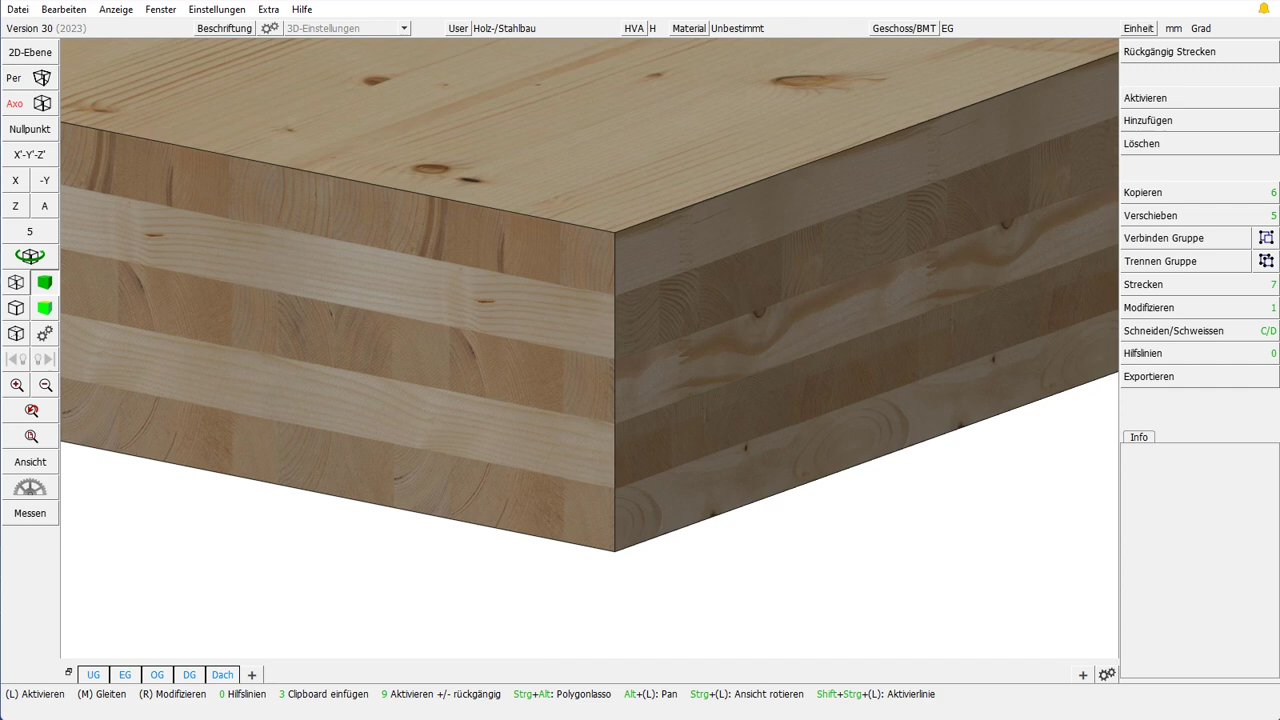 Datei Bearbeiten Anzeige Fenster Einstellungen Extra Hilfe
Version 30 (2023) Beschriftung 3D-Einstellungen User Holz-/Stahlbau HVA H Material Unbestimmt Geschoss/BMT EG Einheit mm Grad
2D-Ebene
Per
Axo
Nullpunkt
X'-Y'-Z'
X -Y
Z A
5
Ansicht
Messen
Rückgängig Strecken
Aktivieren
Hinzufügen
Löschen
Kopieren 6
Verschieben 5
Verbinden Gruppe
Trennen Gruppe
Strecken 7
Modifizieren 1
Schneiden/Schweissen C/D
Hilfslinien 0
Exportieren
Info
UG EG OG DG Dach +
+
(L) Aktivieren (M) Gleiten (R) Modifizieren 0 Hilfslinien 3 Clipboard einfügen 9 Aktivieren +/- rückgängig Strg+Alt: Polygonlasso Alt+(L): Pan Strg+(L): Ansicht rotieren Shift+Strg+(L): Aktivierlinie